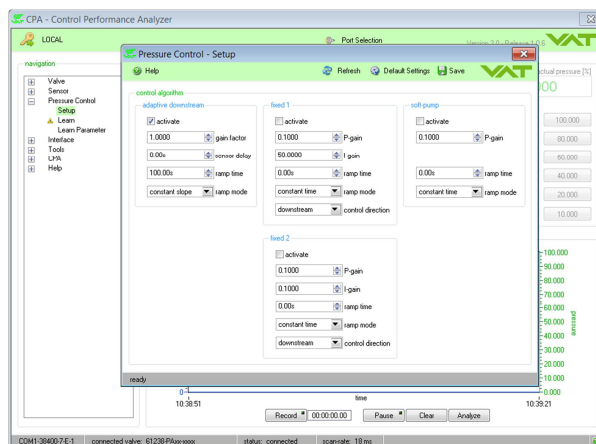 CPA - Control Performance Analyzer
LOCAL
Port Selection
Version 3.0 - Release 1.0.6
VAT
navigation
Valve
Sensor
Pressure Control
Setup
Learn
Learn Parameter
Interface
Tools
CPA
Help
actual pressure [%]
100.000
80.000
60.000
40.000
20.000
10.000
Pressure Control - Setup
Help
Refresh
Default Settings
Save
VAT
control algorithm
adaptive downstream
activate
1.0000 gain factor
0.00s sensor delay
100.00s ramp time
constant slope ramp mode
fixed 1
activate
0.1000 P-gain
50.0000 I-gain
0.00s ramp time
constant time ramp mode
downstream control direction
soft-pump
activate
0.1000 P-gain
0.00s ramp time
constant time ramp mode
fixed 2
activate
0.1000 P-gain
0.1000 I-gain
0.00s ramp time
constant time ramp mode
downstream control direction
ready
100.000
90.000
80.000
70.000
60.000
50.000
40.000
30.000
20.000
10.000
0.000
pressure
0
10:38:51
time
10:39:21
Record
00:00:00.00
Pause
Clear
Analyze
COM1-38400-7-E-1
connected valve: 61238-PAxx-xxxx
status: connected
scan-rate: 18 ms